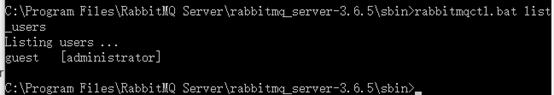 C:\Program Files\RabbitMQ Server\rabbitmq_server-3.6.5\sbin>rabbitmqctl.bat list
_users
Listing users ...
guest   [administrator]
C:\Program Files\RabbitMQ Server\rabbitmq_server-3.6.5\sbin>